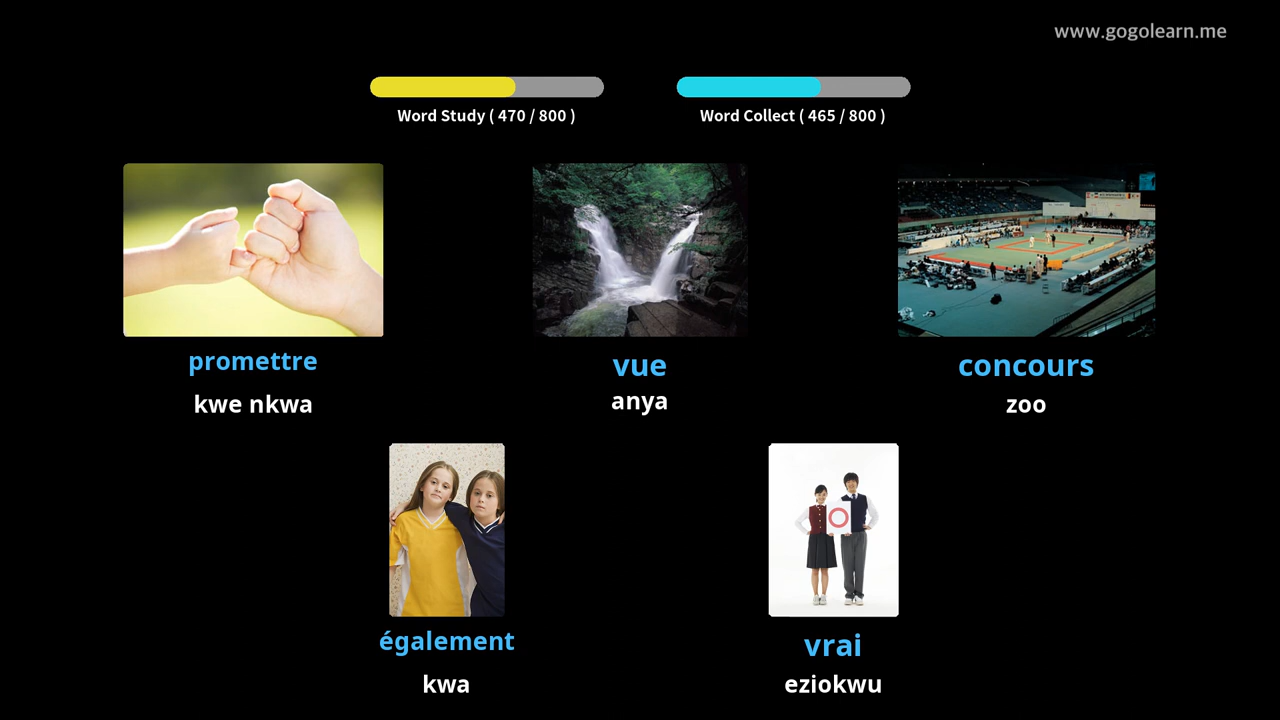 www.gogolearn.me
Word Study ( 470 / 800 )
Word Collect ( 465 / 800 )
promettre
kwe nkwa
vue
anya
concours
zoo
également
kwa
vrai
eziokwu